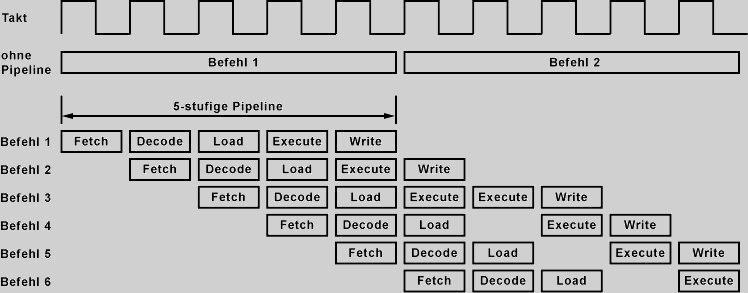 Takt
ohne
Pipeline
Befehl 1 Befehl 2
5-stufige Pipeline
Befehl 1 Fetch Decode Load Execute Write
Befehl 2 Fetch Decode Load Execute Write
Befehl 3 Fetch Decode Load Execute Execute Write
Befehl 4 Fetch Decode Load Execute Write
Befehl 5 Fetch Decode Load Execute Write
Befehl 6 Fetch Decode Load Execute